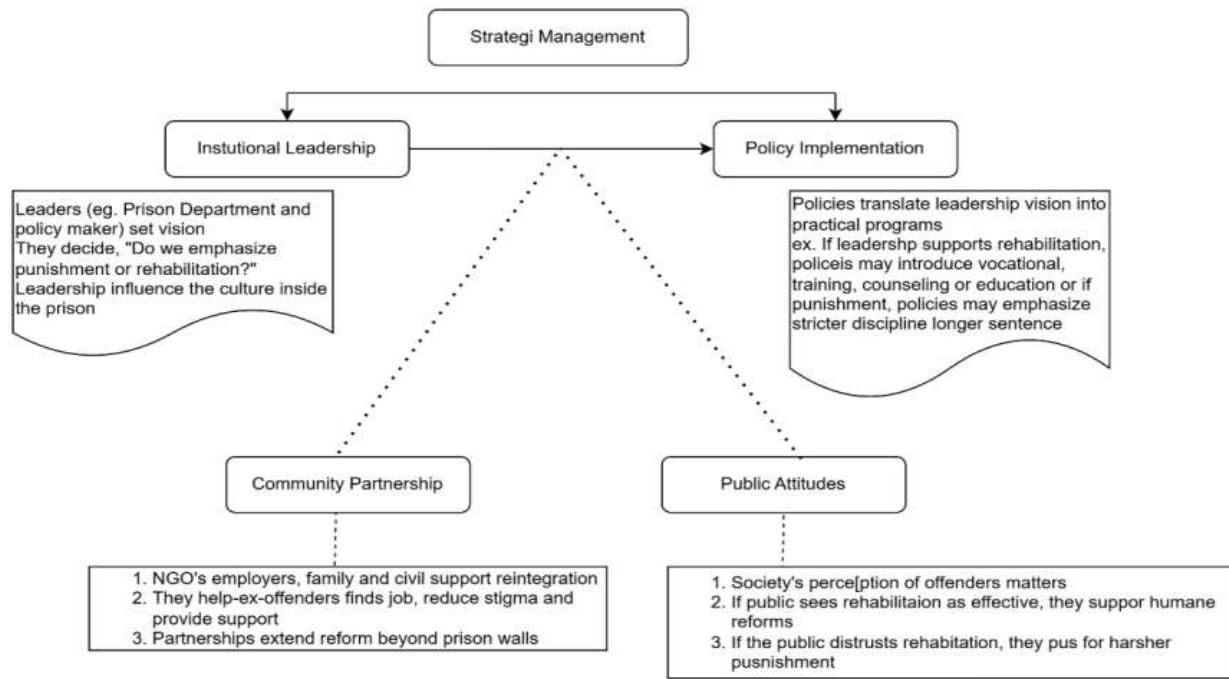 Strategi Management
Instutional Leadership
Policy Implementation
Leaders (eg. Prison Department and
policy maker) set vision
They decide, "Do we emphasize
punishment or rehabilitation?"
Leadership influence the culture inside
the prison
Policies translate leadership vision into
practical programs
ex. If leadershp supports rehabilitation,
policeis may introduce vocational,
training, counseling or education or if
punishment, policies may emphasize
stricter discipline longer sentence
Community Partnership
Public Attitudes
1. NGO's employers, family and civil support reintegration
2. They help-ex-offenders finds job, reduce stigma and
provide support
3. Partnerships extend reform beyond prison walls
1. Society's perce[ption of offenders matters
2. If public sees rehabilitaion as effective, they suppor humane
reforms
3. If the public distrusts rehabitation, they pus for harsher
pusnishment